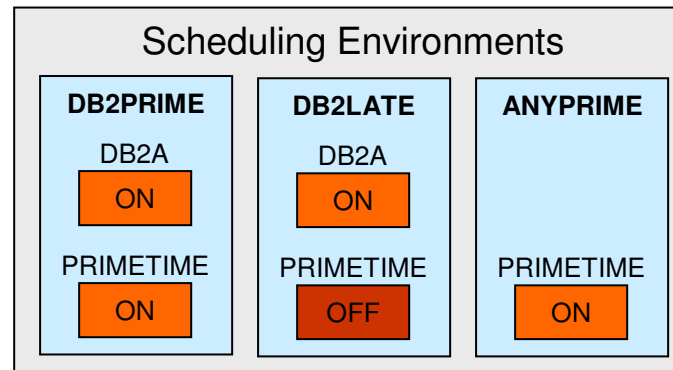 Scheduling Environments
DB2PRIME
DB2A
ON
PRIMETIME
ON
DB2LATE
DB2A
ON
PRIMETIME
OFF
ANYPRIME
PRIMETIME
ON